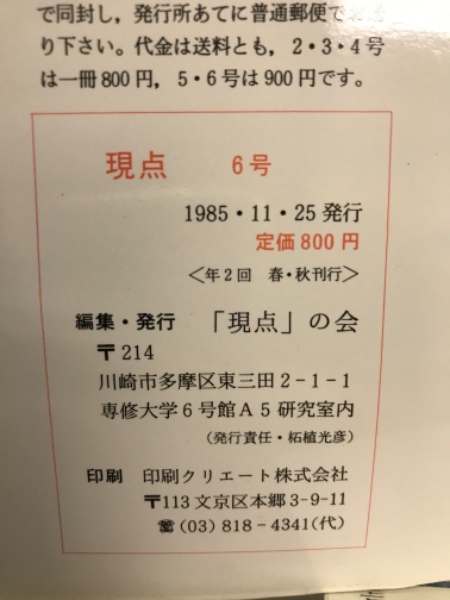 で同封し，発行所あてに普通郵便で
り下さい。代金は送料とも，2・3・4号
は一冊800円，5・6号は900円です。
現点 6号
1985・11・25発行
定価800円
＜年2回 春・秋刊行＞
編集・発行 「現点」の会
〒214
川崎市多摩区東三田2－1－1
専修大学6号館A5研究室内
(発行責任・柘植光彦)
印刷 印刷クリエート株式会社
〒113 文京区本郷3-9-11
☎(03) 818－4341(代)